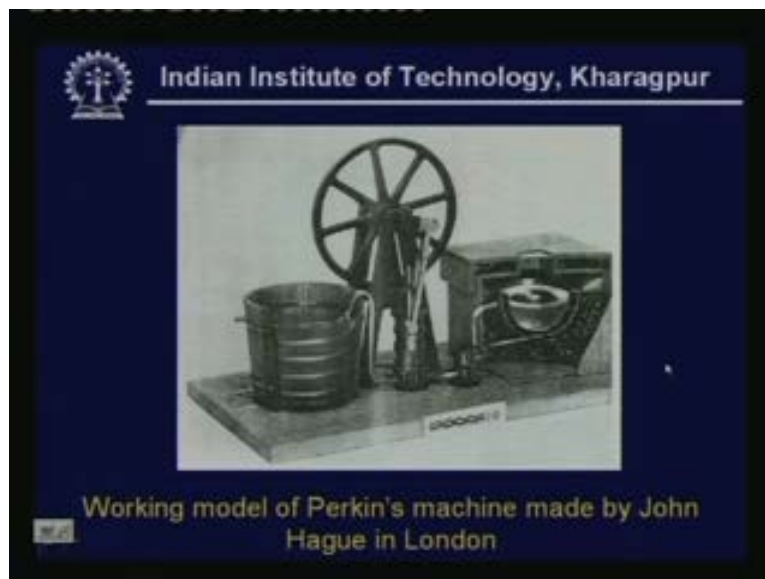 Indian Institute of Technology, Kharagpur
Working model of Perkin's machine made by John
Hague in London